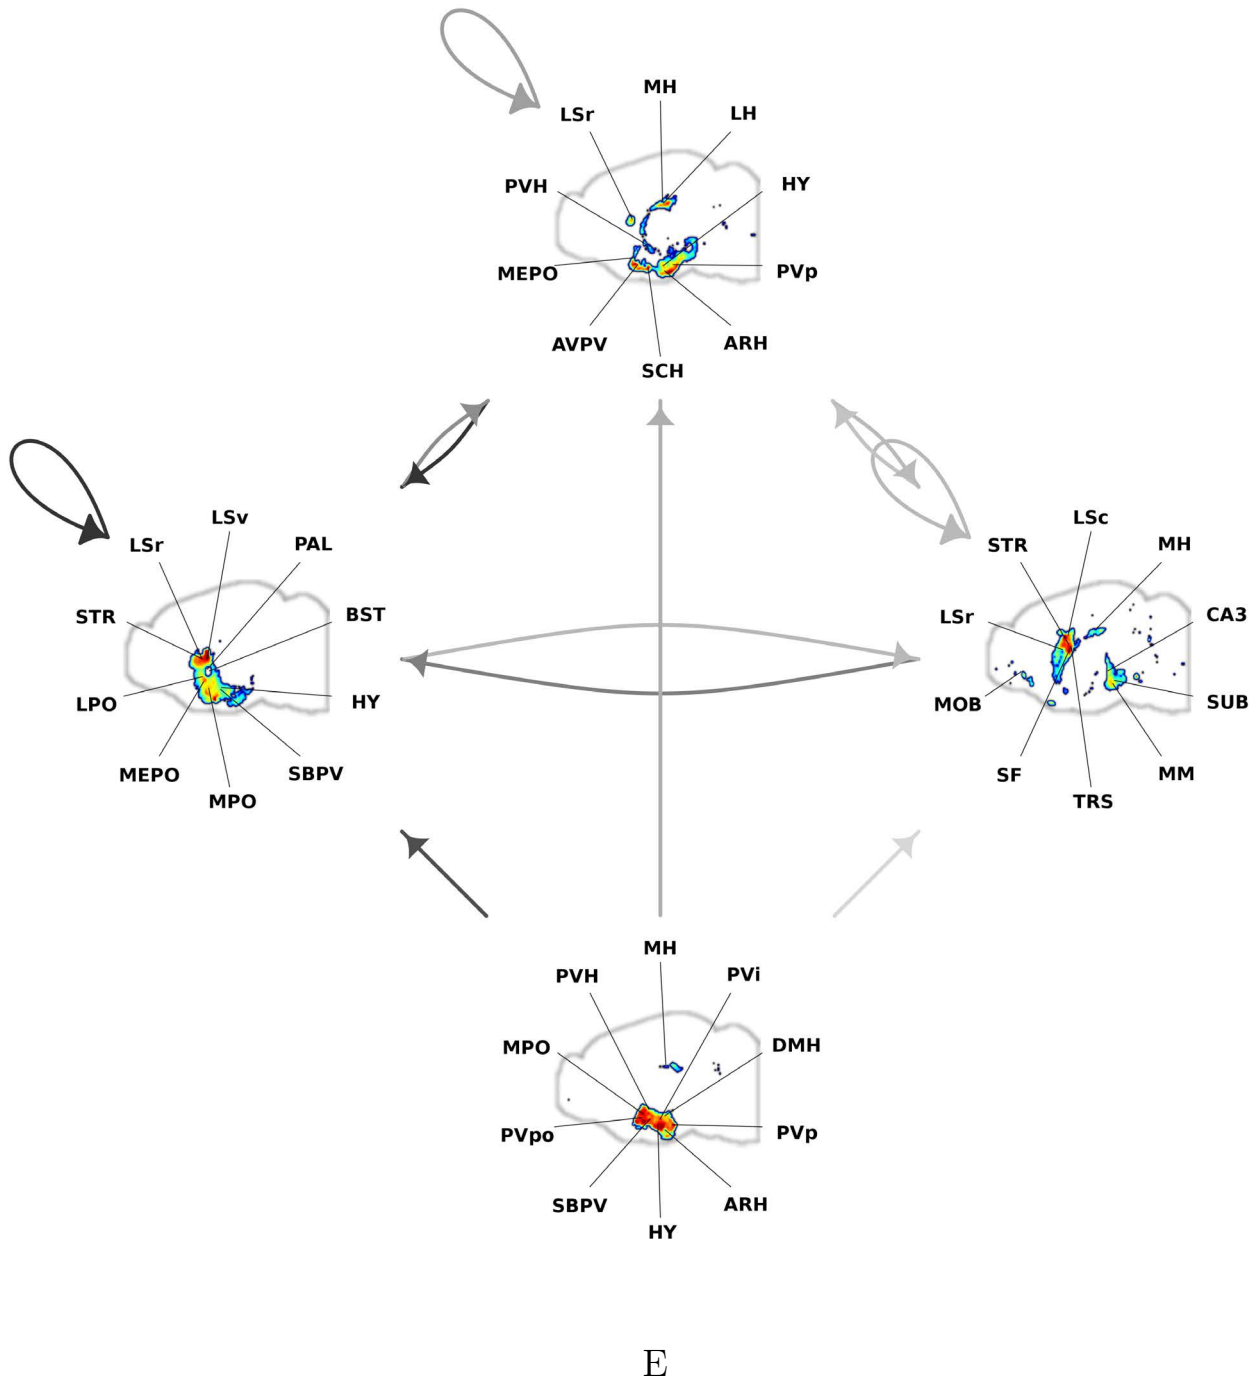 MH
LSr
LH
PVH
HY
MEPO
PVp
AVPV
ARH
SCH
LSv
LSr
PAL
STR
BST
LPO
HY
MEPO
SBPV
MPO
LSc
STR
MH
LSr
CA3
MOB
SUB
SF
MM
TRS
MH
PVH
PVi
MPO
DMH
PVpo
PVp
SBPV
ARH
HY
E